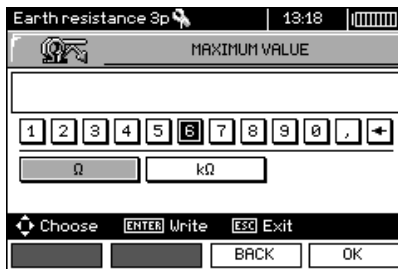 Earth resistance 3p 13:18
MAXIMUM VALUE
1 2 3 4 5 6 7 8 9 0 , ←
Ω kΩ
Choose ENTER Write ESC Exit
BACK OK